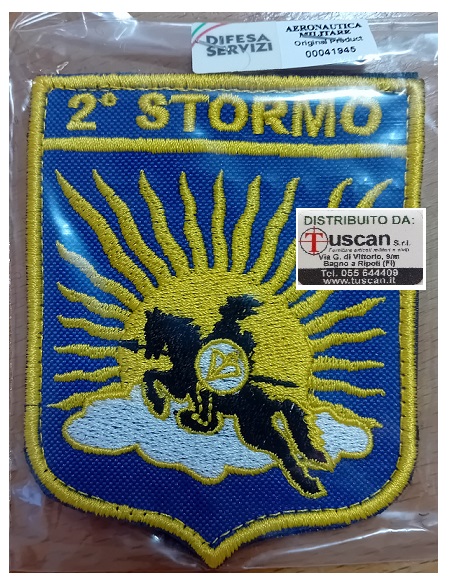 DIFESA
SERVIZI
AERONAUTICA
MILITARE
Original Product
00041945
2° STORMO
DISTRIBUITO DA:
Tuscan S.r.l.
Via G. di Vittorio, 9/m
Bagno a Ripoli (FI)
Tel. 055 644409
www.tuscan.it